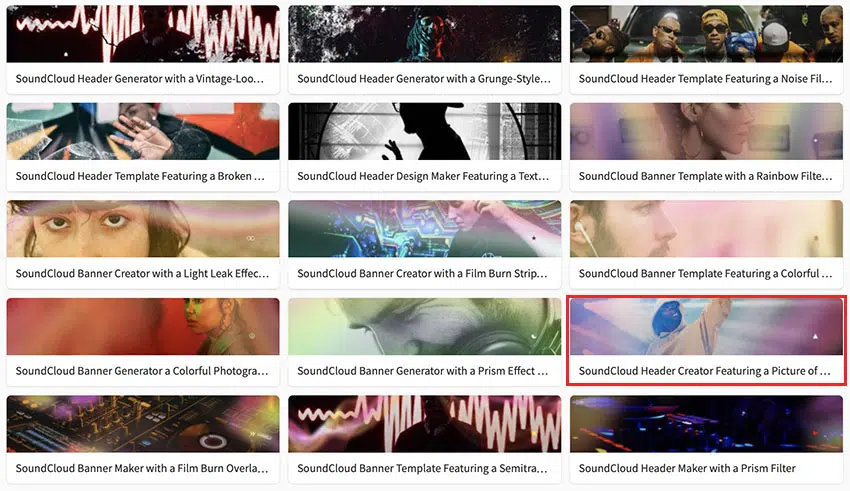 SoundCloud Header Generator with a Vintage-Loo...
SoundCloud Header Generator with a Grunge-Style...
SoundCloud Header Template Featuring a Noise Fil...
SoundCloud Header Template Featuring a Broken ...
SoundCloud Header Design Maker Featuring a Text...
SoundCloud Banner Template with a Rainbow Filte...
SoundCloud Banner Creator with a Light Leak Effec...
SoundCloud Banner Creator with a Film Burn Strip...
SoundCloud Banner Template Featuring a Colorful ...
SoundCloud Banner Generator a Colorful Photogra...
SoundCloud Banner Generator with a Prism Effect ...
SoundCloud Header Creator Featuring a Picture of ...
SoundCloud Banner Maker with a Film Burn Overla...
SoundCloud Banner Template Featuring a Semitra...
SoundCloud Header Maker with a Prism Filter